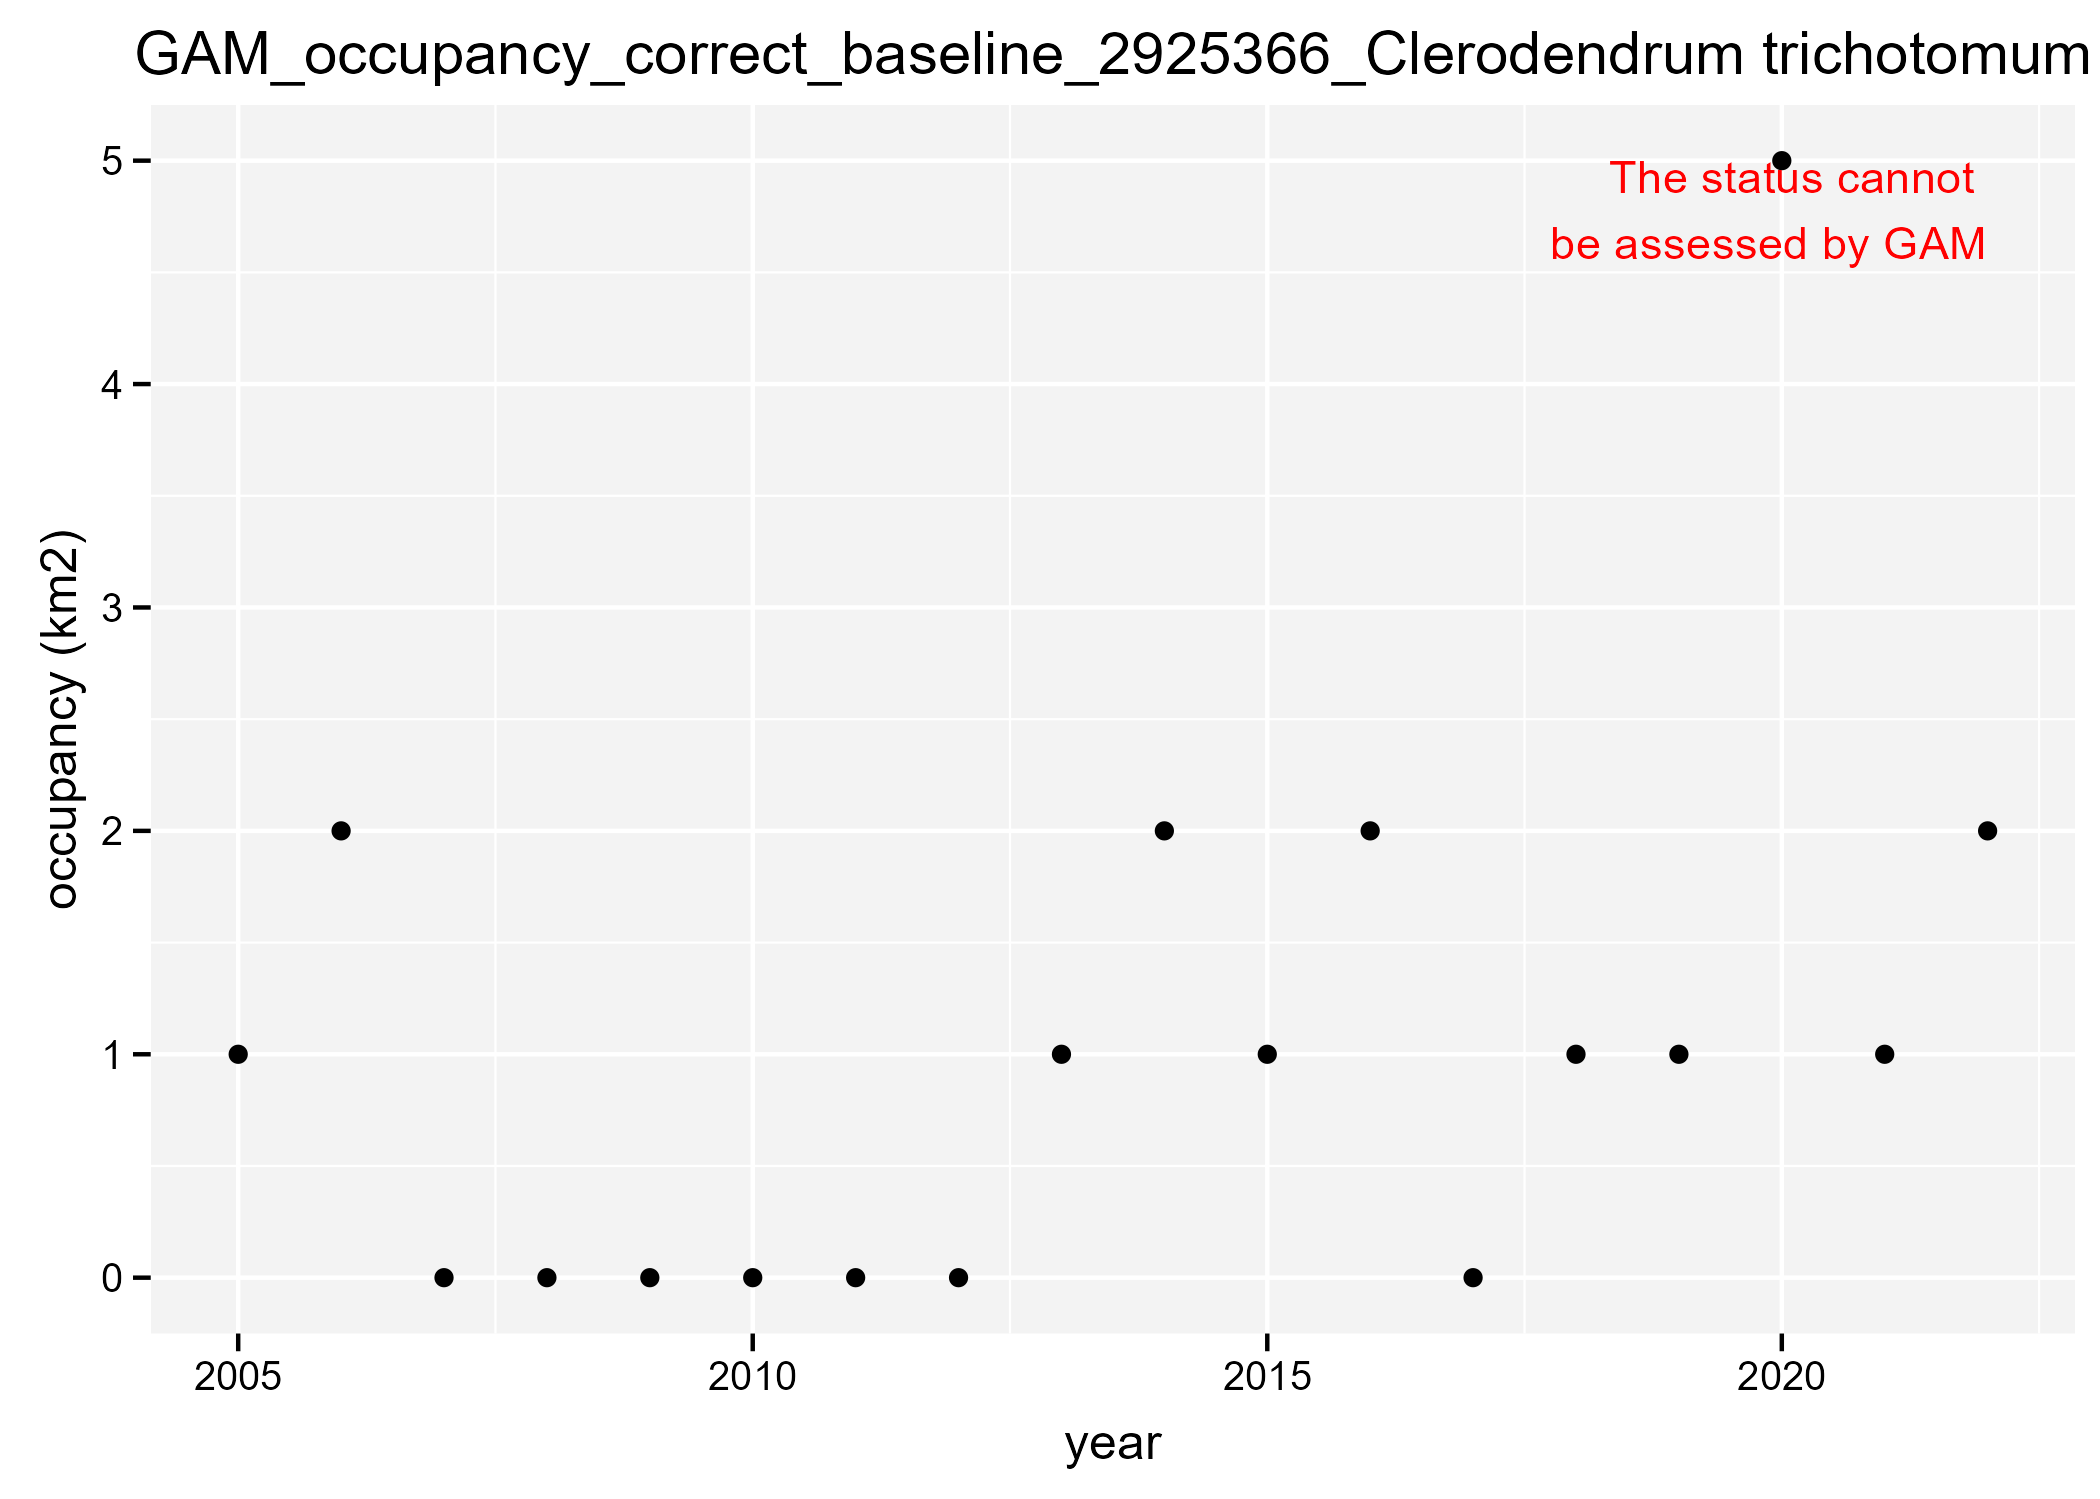 GAM_occupancy_correct_baseline_2925366_Clerodendrum trichotomum
5
The status cannot
be assessed by GAM
4
3
2
1
0
occupancy (km2)
2005 2010 2015 2020
year